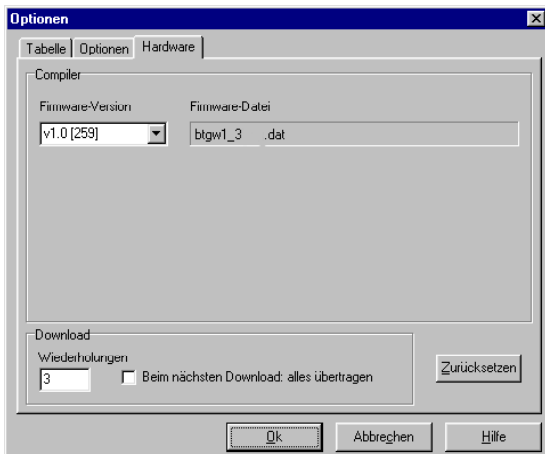 Optionen
Tabelle Optionen Hardware
Compiler
Firmware-Version Firmware-Datei
v1.0 [259] btgw1_3 .dat
Download
Wiederholungen
3 Beim nächsten Download: alles übertragen
Zurücksetzen
Ok Abbrechen Hilfe